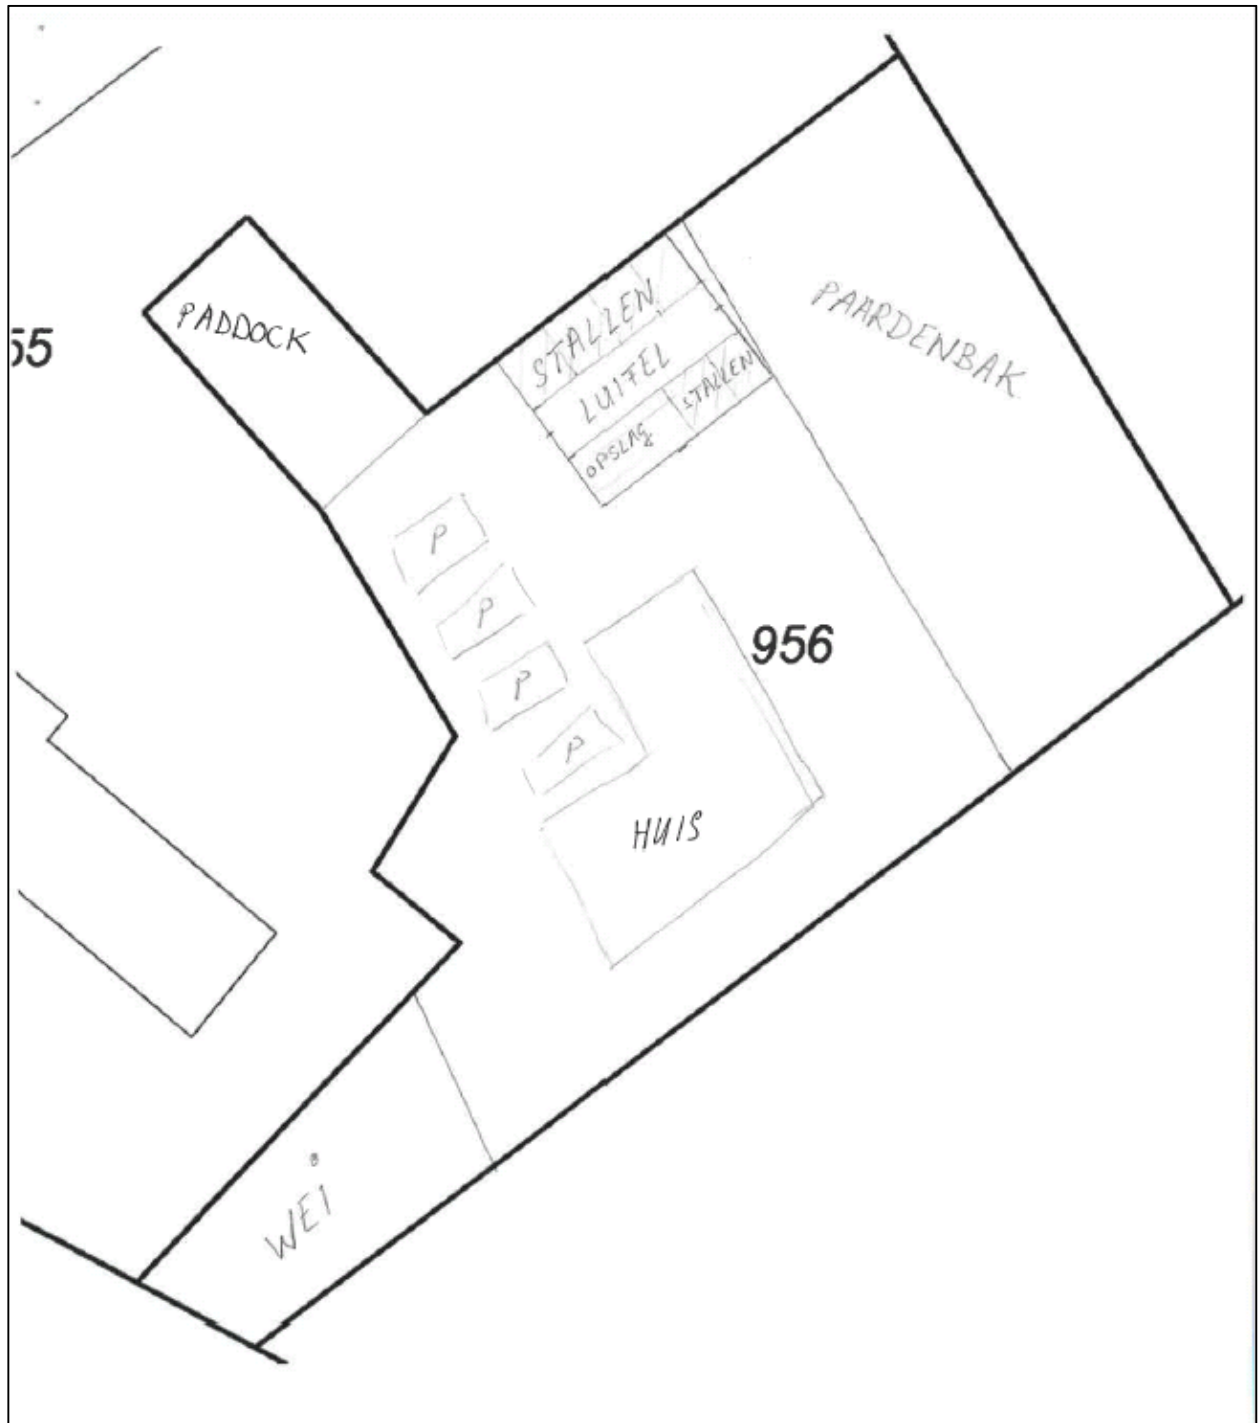 STALLEN
PAARDENBAK
PADDOCK
55
LUIFEL
STALLEN
OPSLAG
P
P
956
P
P
HUIS
WEI